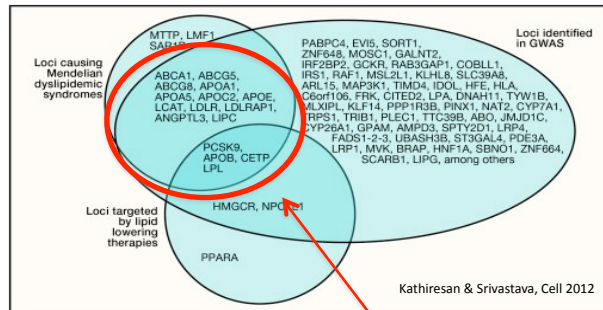 MTTP, LMF1
Loci causing
Mendelian
dyslipidemic
syndromes
ABCA1, ABCG5,
ABCG8, APOA1,
APOA5, APOC2, APOE,
LCAT, LDLR, LDLRAP1,
ANGPTL3, LIPC
PCSK9,
APOB, CETP
LPL
Loci identified
in GWAS
PABPC4, EVI5, SORT1,
ZNF648, MOSC1, GALNT2,
IRF2BP2, GCKR, RAB3GAP1, COBLL1,
IRS1, RAF1, MSL2L1, KLHL8, SLC39A8,
ARL15, MAP3K1, TIMD4, IDOL, HFE, HLA,
C6orf106, FRK, CITED2, LPA, DNAH11, TYW1B,
MLXIPL, KLF14, PPP1R3B, PINX1, NAT2, CYP7A1,
TRPS1, TRIB1, PLEC1, TTC39B, ABO, JMJD1C,
CYP26A1, GPAM, AMPD3, SPTY2D1, LRP4,
FADS1-2-3, UBASH3B, ST3GAL4, PDE3A,
LRP1, MVK, BRAP, HNF1A, SBNO1, ZNF664,
SCARB1, LIPG, among others
Loci targeted
by lipid
lowering
therapies
HMGCR,
PPARA
Kathiresan & Srivastava, Cell 2012